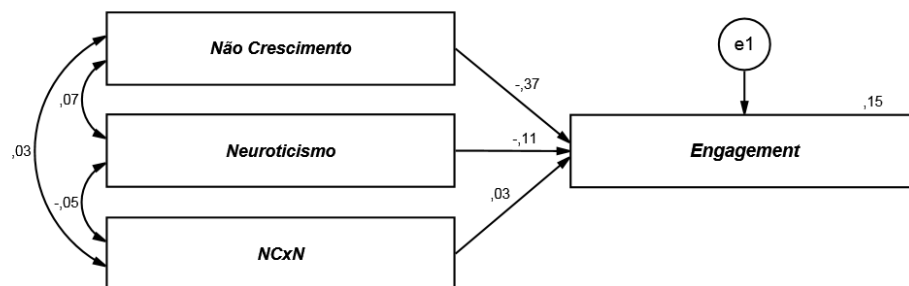 Não Crescimento
e1
-,37
,07
,15
Neuroticismo
-,11
Engagement
,03
-,05
,03
NCxN